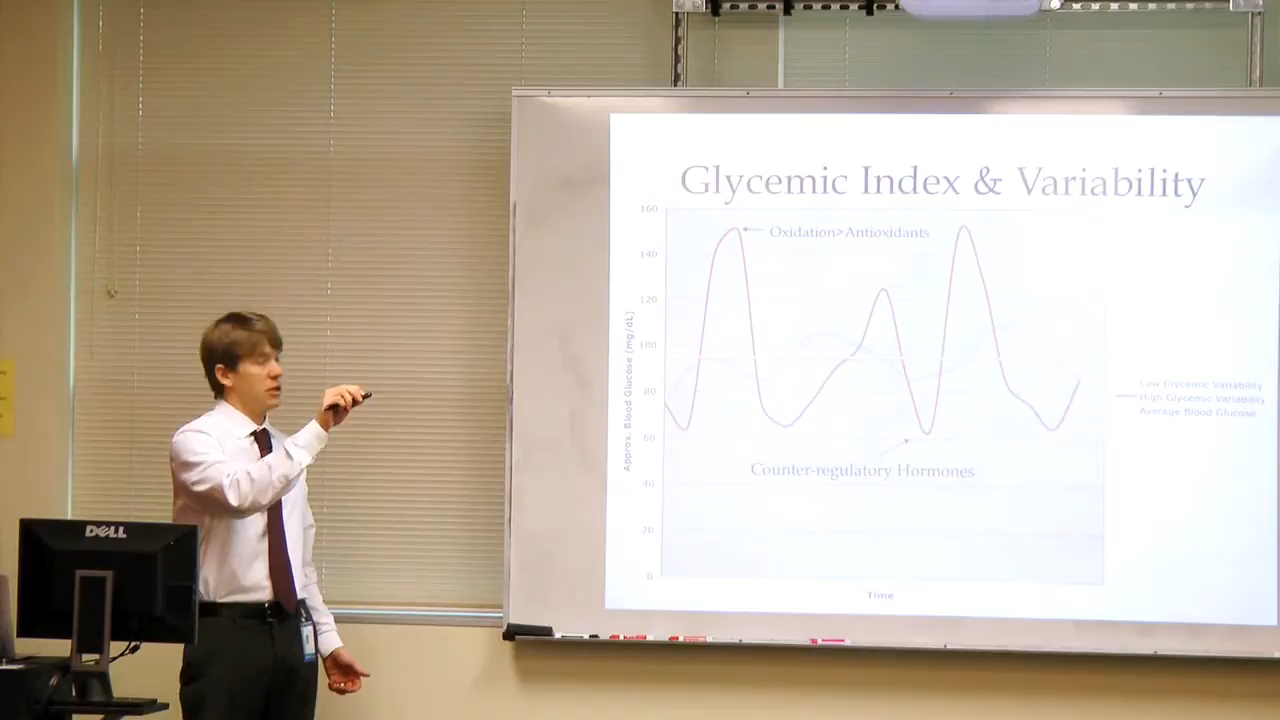 Glycemic Index & Variability
160
Oxidation>Antioxidants
140
120
100
80
60
40
20
0
Approx. Blood Glucose (mg/dL)
Counter-regulatory Hormones
Time
Low Glycemic Variability
High Glycemic Variability
Average Blood Glucose
DELL